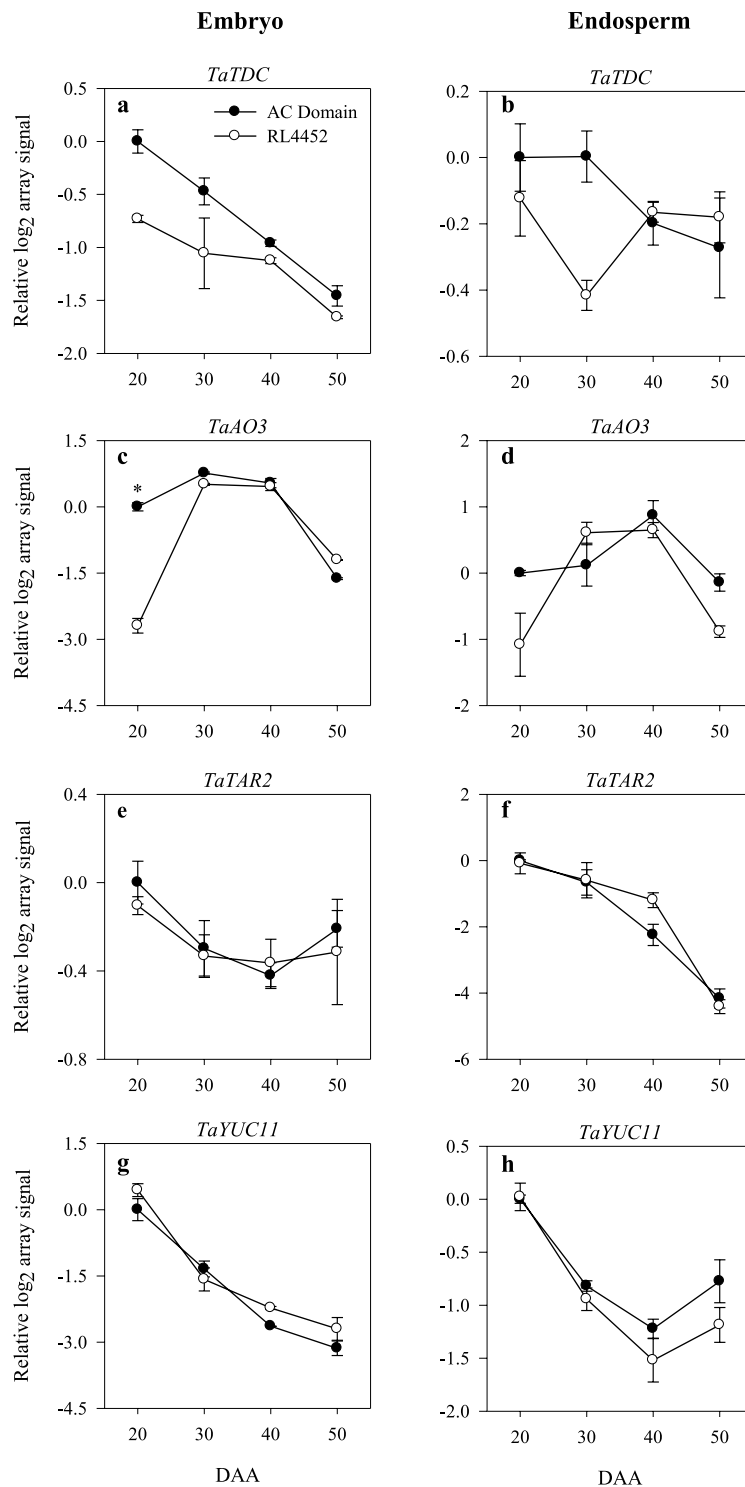 Embryo
Endosperm
TaTDC
TaTDC
0.5
0.0
-0.5
-1.0
-1.5
-2.0
Relative log2 array signal
a
AC Domain
RL4452
20 30 40 50
0.2
0.0
-0.2
-0.4
-0.6
b
20 30 40 50
TaAO3
TaAO3
1.5
0.0
-1.5
-3.0
-4.5
Relative log2 array signal
c
*
20 30 40 50
2
1
0
-1
-2
d
20 30 40 50
TaTAR2
TaTAR2
0.4
0.0
-0.4
-0.8
Relative log2 array signal
e
20 30 40 50
2
0
-2
-4
-6
f
20 30 40 50
TaYUC11
TaYUC11
1.5
0.0
-1.5
-3.0
-4.5
Relative log2 array signal
g
20 30 40 50
0.5
0.0
-0.5
-1.0
-1.5
-2.0
h
20 30 40 50
DAA
DAA